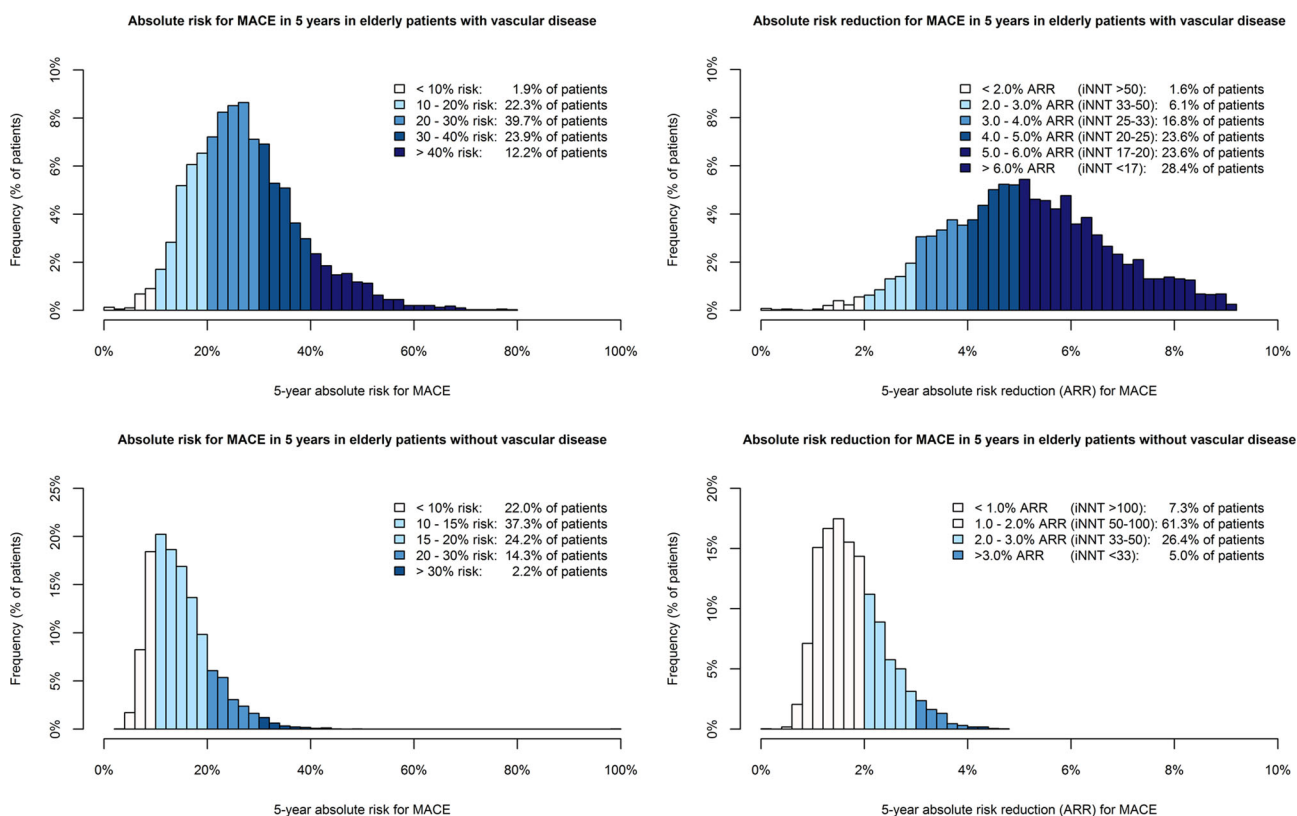 Absolute risk for MACE in 5 years in elderly patients with vascular disease
Frequency (% of patients)
10%
8%
6%
4%
2%
0%
< 10% risk: 1.9% of patients
10 - 20% risk: 22.3% of patients
20 - 30% risk: 39.7% of patients
30 - 40% risk: 23.9% of patients
> 40% risk: 12.2% of patients
0% 20% 40% 60% 80% 100%
5-year absolute risk for MACE
Absolute risk reduction for MACE in 5 years in elderly patients with vascular disease
Frequency (% of patients)
10%
8%
6%
4%
2%
0%
< 2.0% ARR (iNNT >50): 1.6% of patients
2.0 - 3.0% ARR (iNNT 33-50): 6.1% of patients
3.0 - 4.0% ARR (iNNT 25-33): 16.8% of patients
4.0 - 5.0% ARR (iNNT 20-25): 23.6% of patients
5.0 - 6.0% ARR (iNNT 17-20): 23.6% of patients
> 6.0% ARR (iNNT <17): 28.4% of patients
0% 2% 4% 6% 8% 10%
5-year absolute risk reduction (ARR) for MACE
Absolute risk for MACE in 5 years in elderly patients without vascular disease
Frequency (% of patients)
25%
20%
15%
10%
5%
0%
< 10% risk: 22.0% of patients
10 - 15% risk: 37.3% of patients
15 - 20% risk: 24.2% of patients
20 - 30% risk: 14.3% of patients
> 30% risk: 2.2% of patients
0% 20% 40% 60% 80% 100%
5-year absolute risk for MACE
Absolute risk reduction for MACE in 5 years in elderly patients without vascular disease
Frequency (% of patients)
20%
15%
10%
5%
0%
< 1.0% ARR (iNNT >100): 7.3% of patients
1.0 - 2.0% ARR (iNNT 50-100): 61.3% of patients
2.0 - 3.0% ARR (iNNT 33-50): 26.4% of patients
>3.0% ARR (iNNT <33): 5.0% of patients
0% 2% 4% 6% 8% 10%
5-year absolute risk reduction (ARR) for MACE